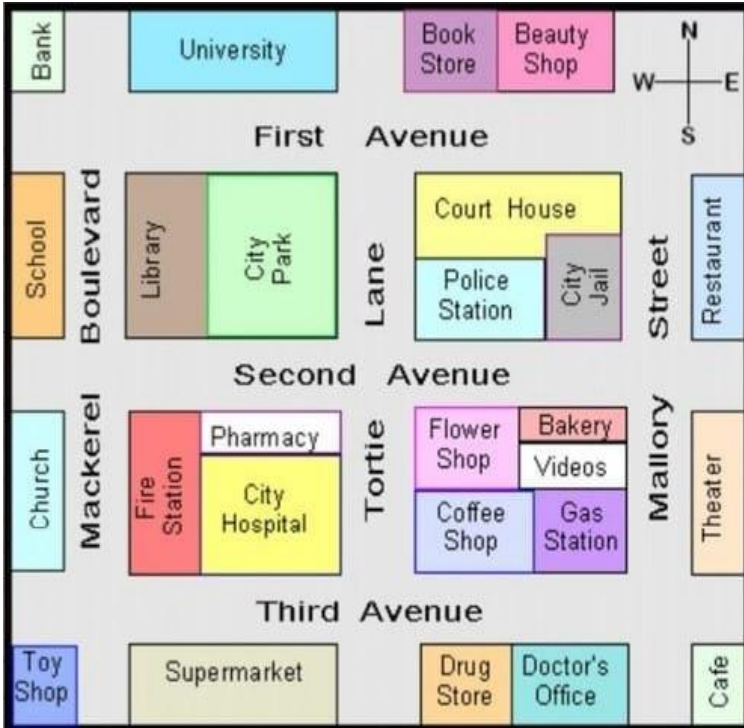 Bank
University
Book
Store
Beauty
Shop
N
W
E
S
First Avenue
School
Boulevard
Library
City
Park
Lane
Court House
Police
Station
City
Jail
Street
Restaurant
Second Avenue
Church
Mackerel
Fire
Station
Pharmacy
City
Hospital
Tortie
Flower
Shop
Bakery
Videos
Coffee
Shop
Gas
Station
Mallory
Theater
Third Avenue
Toy
Shop
Supermarket
Drug
Store
Doctor's
Office
Cafe